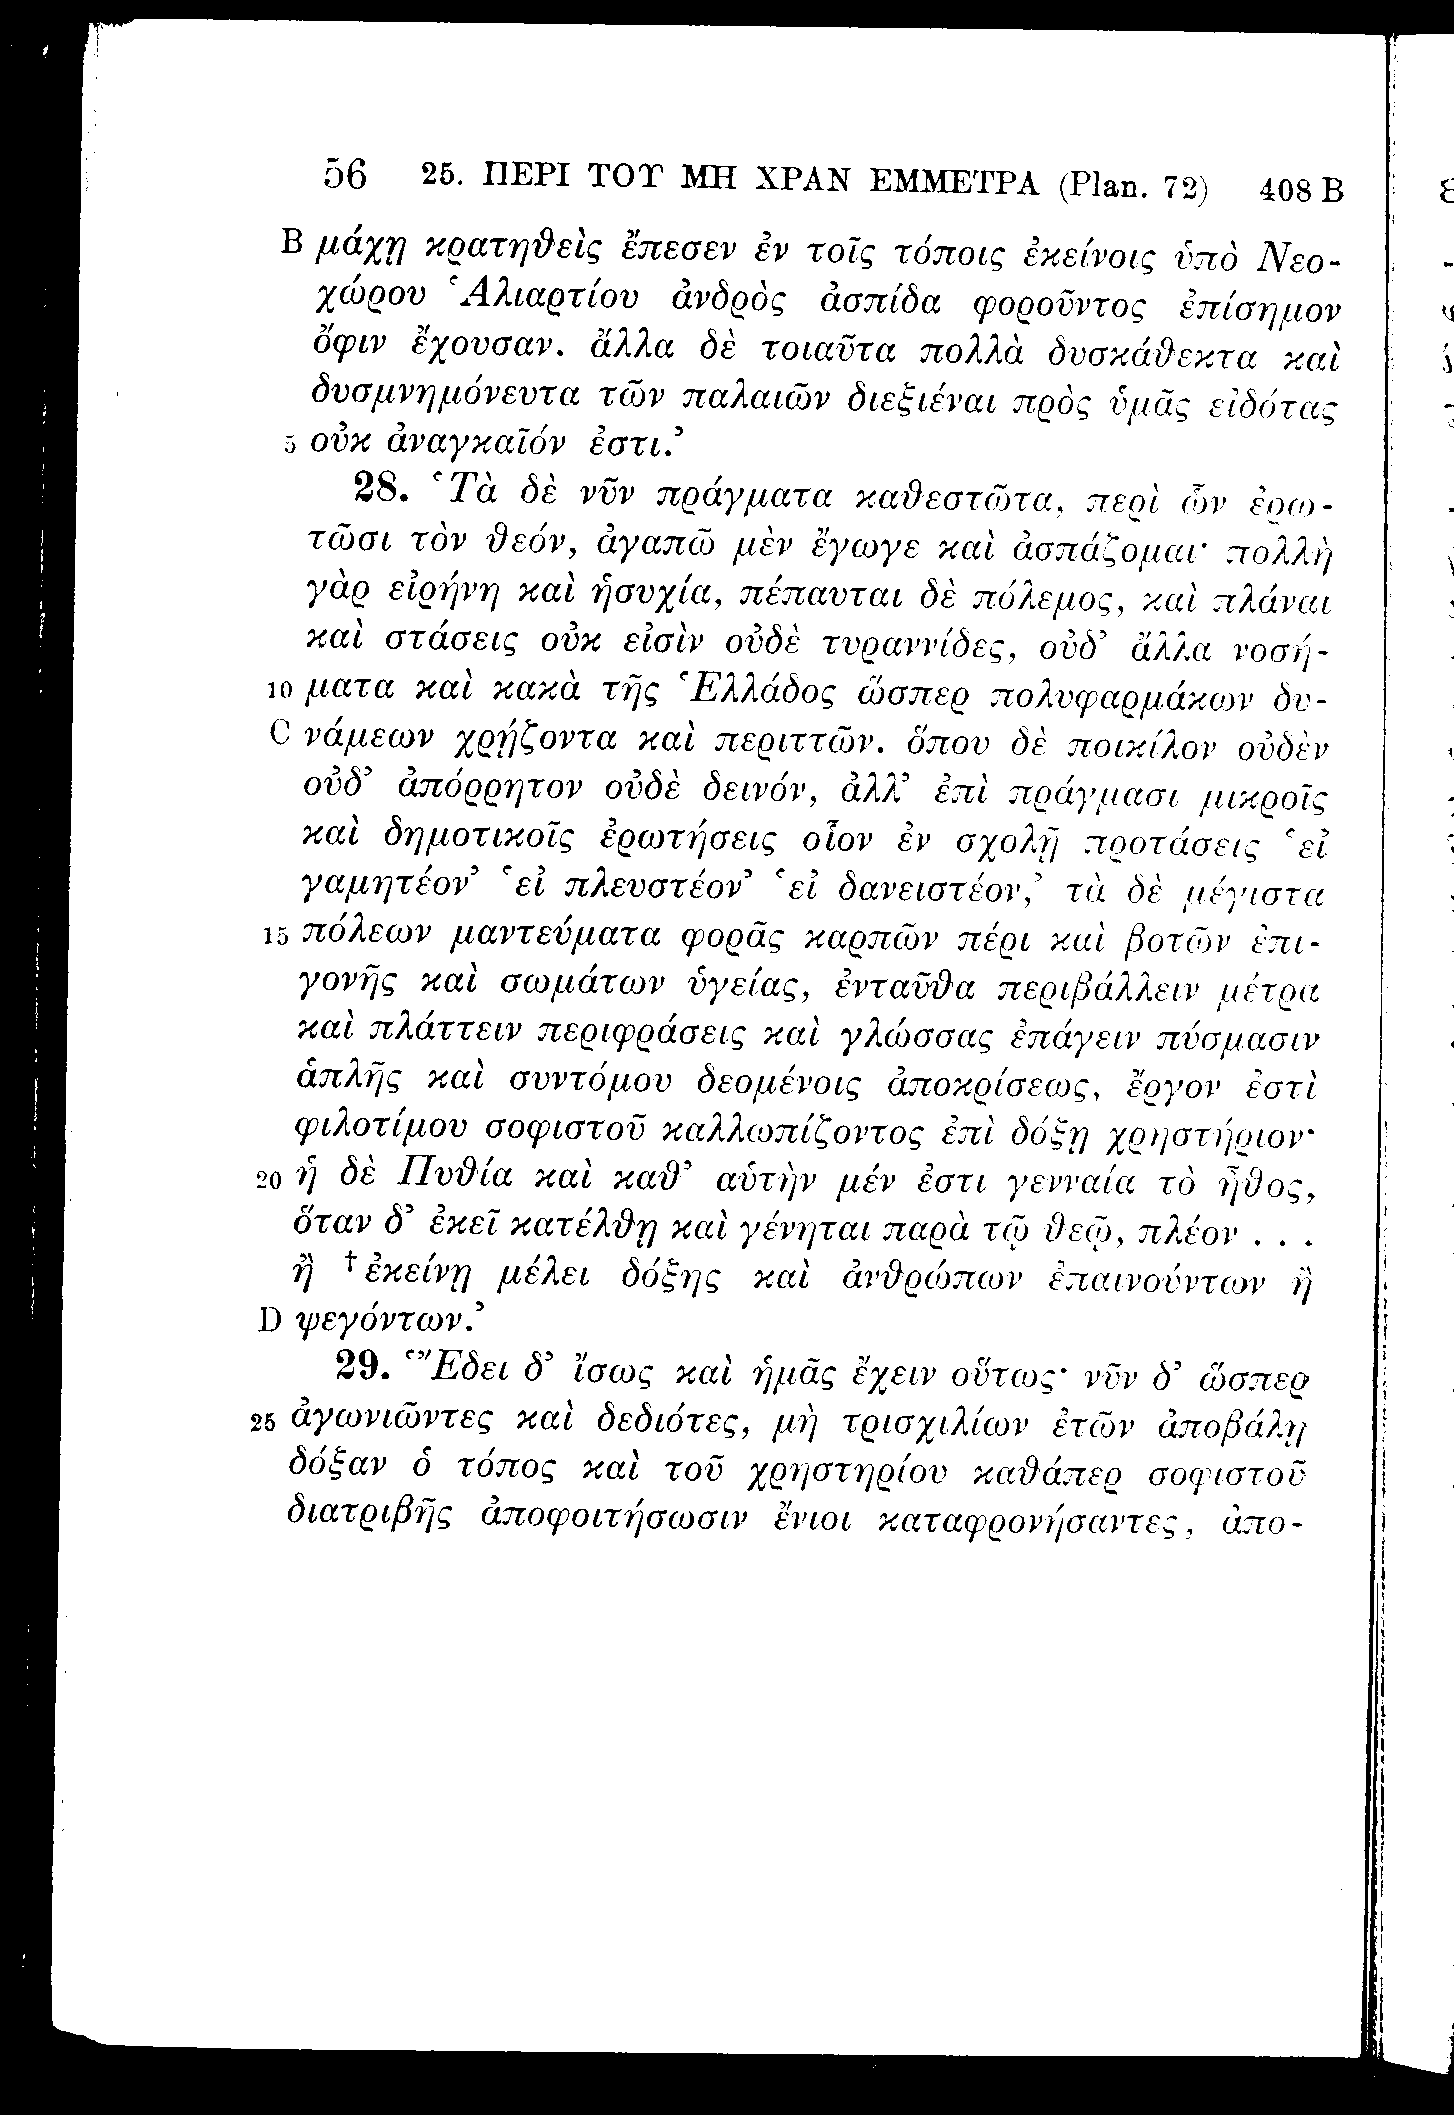 56 25. ΠΕΡΙ ΤΟΥ ΜΗ ΧΡΑΝ ΕΜΜΕΤΡΑ (Plan. 72) 408 B
B μάχῃ κρατηθεὶς ἔπεσεν ἐν τοῖς τόποις ἐκείνοις ὑπὸ Νεο-
χώρου Ἁλιαρτίου ἀνδρὸς ἀσπίδα φοροῦντος ἐπίσημον
ὄφιν ἔχουσαν. ἄλλα δὲ τοιαῦτα πολλὰ δυσκάθεκτα καὶ
δυσμνημόνευτα τῶν παλαιῶν διεξιέναι πρὸς ὑμᾶς εἰδότας
5 οὐκ ἀναγκαῖόν ἐστι.’
28. ‘Τὰ δὲ νῦν πράγματα καθεστῶτα, περὶ ὧν ἐρω-
τῶσι τὸν θεόν, ἀγαπῶ μὲν ἔγωγε καὶ ἀσπάζομαι· πολλὴ
γὰρ εἰρήνη καὶ ἡσυχία, πέπαυται δὲ πόλεμος, καὶ πλάναι
καὶ στάσεις οὐκ εἰσὶν οὐδὲ τυραννίδες, οὐδ’ ἄλλα νοσή-
10 ματα καὶ κακὰ τῆς Ἑλλάδος ὥσπερ πολυφαρμάκων δυ-
C νάμεων χρῄζοντα καὶ περιττῶν. ὅπου δὲ ποικίλον οὐδὲν
οὐδ’ ἀπόρρητον οὐδὲ δεινόν, ἀλλ’ ἐπὶ πράγμασι μικροῖς
καὶ δημοτικοῖς ἐρωτήσεις οἷον ἐν σχολῇ προτάσεις ‘εἰ
γαμητέον’ ‘εἰ πλευστέον’ ‘εἰ δανειστέον,’ τὰ δὲ μέγιστα
15 πόλεων μαντεύματα φορᾶς καρπῶν πέρι καὶ βοτῶν ἐπι-
γονῆς καὶ σωμάτων ὑγείας, ἐνταῦθα περιβάλλειν μέτρα
καὶ πλάττειν περιφράσεις καὶ γλώσσας ἐπάγειν πύσμασιν
ἁπλῆς καὶ συντόμου δεομένοις ἀποκρίσεως, ἔργον ἐστὶ
φιλοτίμου σοφιστοῦ καλλωπίζοντος ἐπὶ δόξῃ χρηστήριον·
20 ἡ δὲ Πυθία καὶ καθ’ αὑτὴν μέν ἐστι γενναία τὸ ἦθος,
ὅταν δ’ ἐκεῖ κατέλθῃ καὶ γένηται παρὰ τῷ θεῷ, πλέον . . .
ἢ † ἐκείνῃ μέλει δόξης καὶ ἀνθρώπων ἐπαινούντων ἢ
D ψεγόντων.’
29. ‘Ἔδει δ’ ἴσως καὶ ἡμᾶς ἔχειν οὕτως· νῦν δ’ ὥσπερ
25 ἀγωνιῶντες καὶ δεδιότες, μὴ τρισχιλίων ἐτῶν ἀποβάλῃ
δόξαν ὁ τόπος καὶ τοῦ χρηστηρίου καθάπερ σοφιστοῦ
διατριβῆς ἀποφοιτήσωσιν ἔνιοι καταφρονήσαντες, ἀπο-